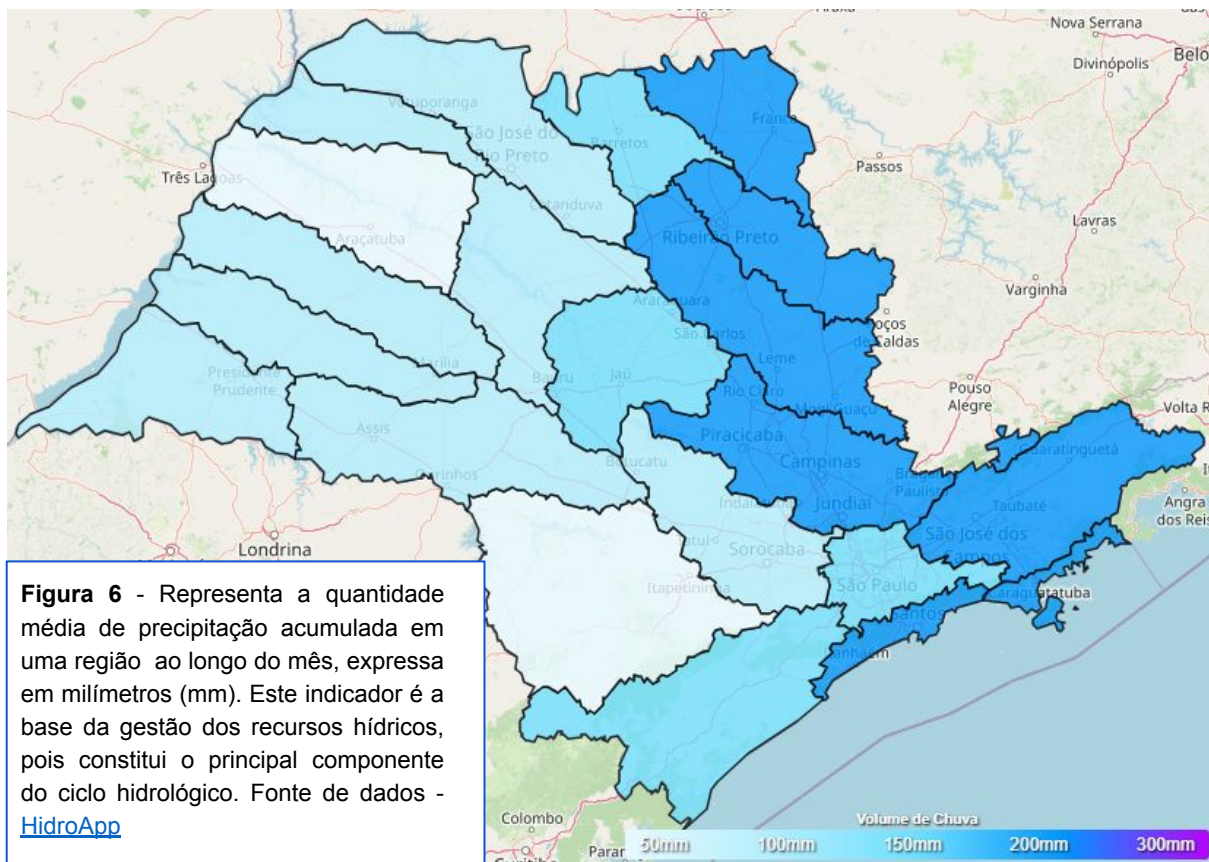 Araxá
Nova Serrana
Divinópolis
Belo
Franca
Passos
Votuporanga
São José do
Rio Preto
Barretos
Três Lagoas
Catanduva
Lavras
Araçatuba
Ribeirão Preto
Varginha
Araraquara
São Carlos
Poços
de Caldas
Marília
Leme
Presidente
Prudente
Bauru
Jaú
Rio Claro
Mogi Guaçu
Pouso
Alegre
Volta R
Assis
Piracicaba
Guaratinguetá
Ourinhos
Botucatu
Campinas
Bragança
Paulista
Angra
dos Reis
Indaiatuba
Jundiaí
Taubaté
São José dos
Campos
Londrina
Tatuí
Sorocaba
Itapetininga
São Paulo
Caraguatatuba
Santos
Itanhaém
Figura 6 - Representa a quantidade
média de precipitação acumulada em
uma região ao longo do mês, expressa
em milímetros (mm). Este indicador é a
base da gestão dos recursos hídricos,
pois constitui o principal componente
do ciclo hidrológico. Fonte de dados -
HidroApp
Colombo
Curitiba
Parar
Volume de Chuva
50mm 100mm 150mm 200mm 300mm